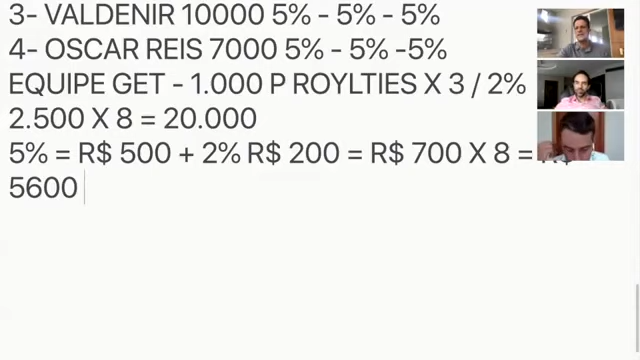 3- VALDENIR 10000 5% - 5% - 5%
4- OSCAR REIS 7000 5% - 5% -5%
EQUIPE GET - 1.000 P ROYLTIES X 3 / 2%
2.500 X 8 = 20.000
5% = R$ 500 + 2% R$ 200 = R$ 700 X 8 = R$
5600